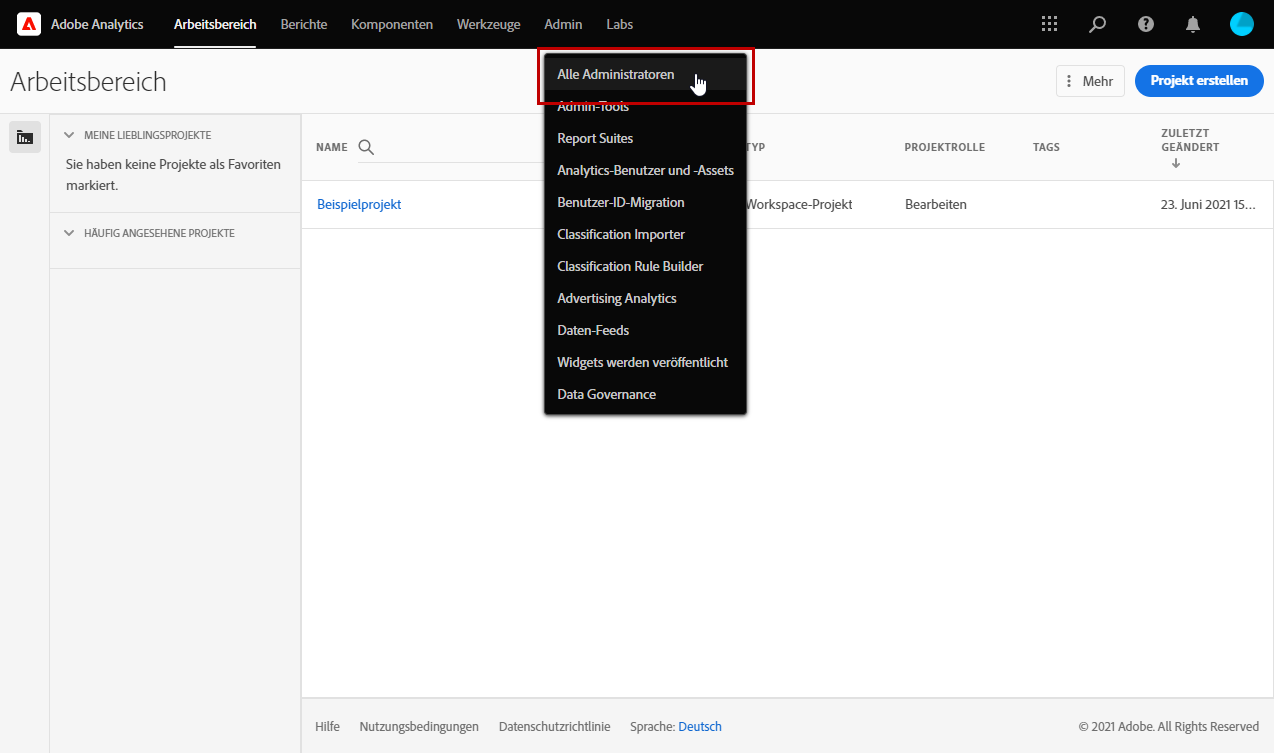 Adobe Analytics Arbeitsbereich Berichte Komponenten Werkzeuge Admin Labs
Arbeitsbereich
Mehr
Projekt erstellen
Alle Administratoren
Admin-Tools
Report Suites
Analytics-Benutzer und -Assets
Benutzer-ID-Migration
Classification Importer
Classification Rule Builder
Advertising Analytics
Daten-Feeds
Widgets werden veröffentlicht
Data Governance
MEINE LIEBLINGSPROJEKTE
Sie haben keine Projekte als Favoriten
markiert.
HÄUFIG ANGESEHENE PROJEKTE
NAME TYP PROJEKTROLLE TAGS ZULETZT
GEÄNDERT
Beispielprojekt Workspace-Projekt Bearbeiten 23. Juni 2021 15...
Hilfe Nutzungsbedingungen Datenschutzrichtlinie Sprache: Deutsch © 2021 Adobe. All Rights Reserved